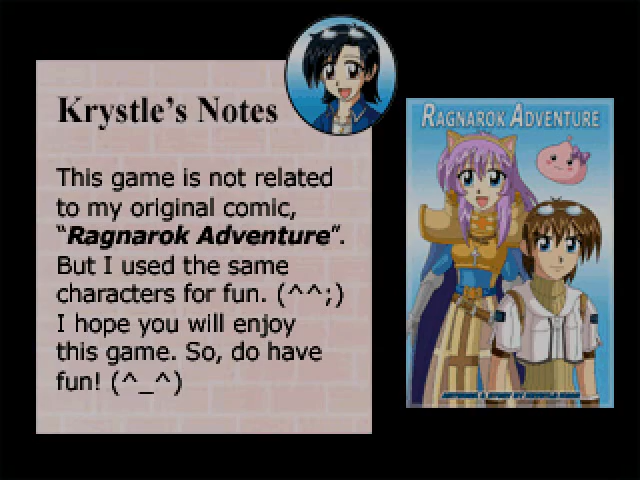 Krystle's Notes
This game is not related
to my original comic,
"Ragnarok Adventure".
But I used the same
characters for fun. (^^;)
I hope you will enjoy
this game. So, do have
fun! (^_^)
RAGNAROK ADVENTURE